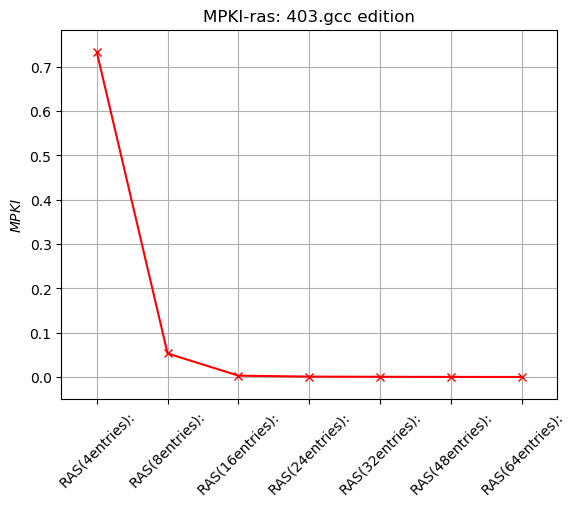 MPKI-ras: 403.gcc edition
MPKI
0.7
0.6
0.5
0.4
0.3
0.2
0.1
0.0
RAS(4entries):
RAS(8entries):
RAS(16entries):
RAS(24entries):
RAS(32entries):
RAS(48entries):
RAS(64entries):